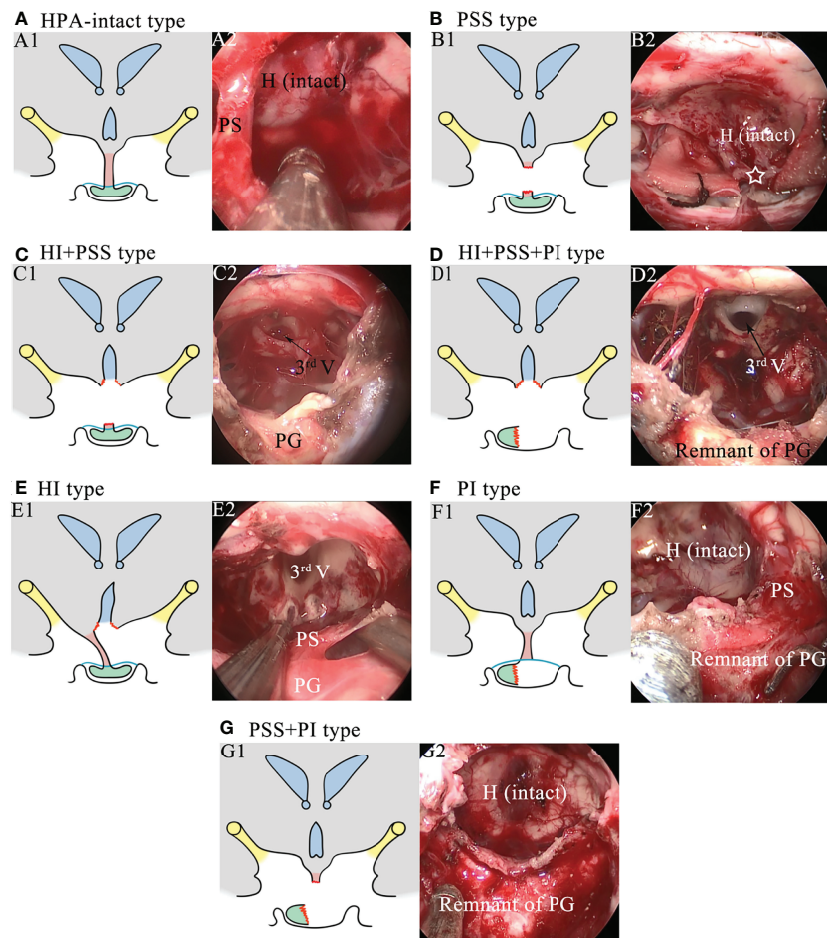 A HPA-intact type
A1
A2
H (intact)
PS
B PSS type
B1
B2
H (intact)
C HI+PSS type
C1
C2
3rd V
PG
D HI+PSS+PI type
D1
D2
3rd V
Remnant of PG
E HI type
E1
E2
3rd V
PS
PG
F PI type
F1
F2
H (intact)
PS
Remnant of PG
G PSS+PI type
G1
G2
H (intact)
Remnant of PG